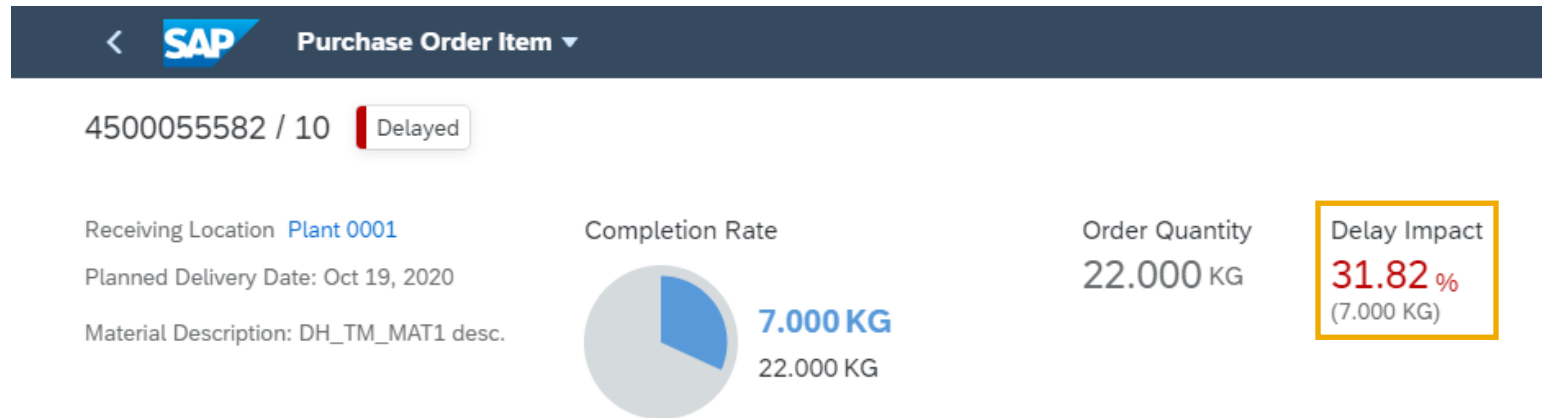 SAP Purchase Order Item
4500055582 / 10 Delayed
Receiving Location Plant 0001
Planned Delivery Date: Oct 19, 2020
Material Description: DH_TM_MAT1 desc.
Completion Rate
7.000 KG
22.000 KG
Order Quantity
22.000 KG
Delay Impact
31.82 %
(7.000 KG)